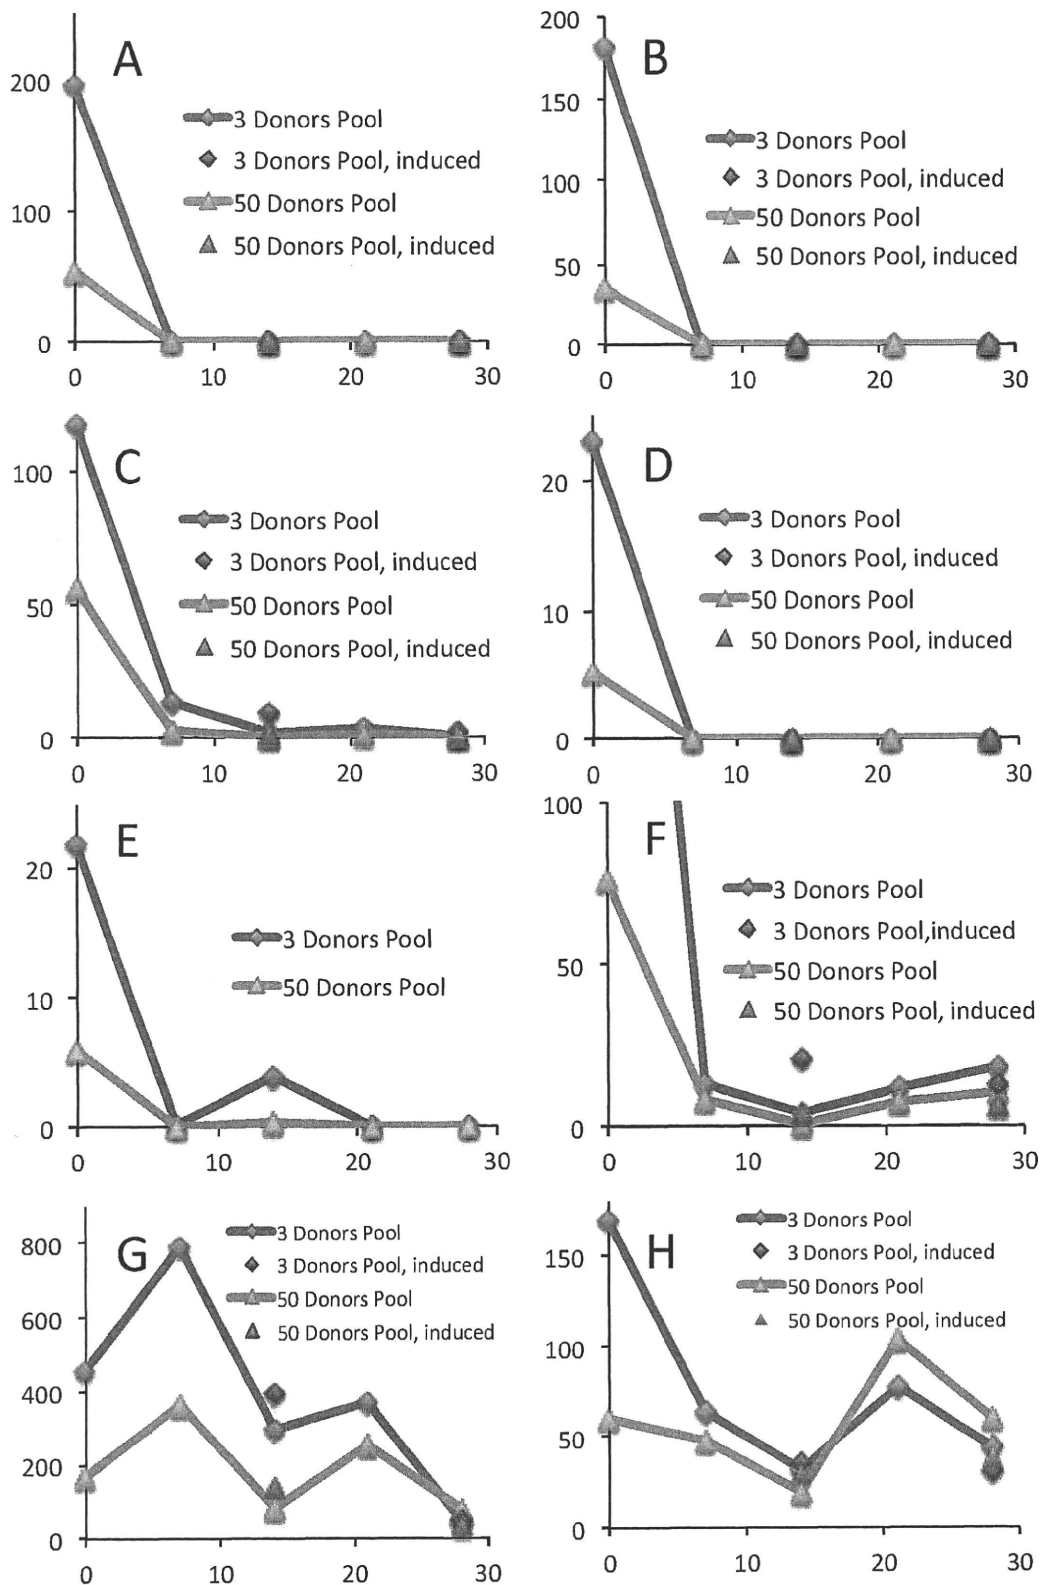 A
200
100
0
0 10 20 30
3 Donors Pool
3 Donors Pool, induced
50 Donors Pool
50 Donors Pool, induced
B
200
150
100
50
0
0 10 20 30
3 Donors Pool
3 Donors Pool, induced
50 Donors Pool
50 Donors Pool, induced
C
100
50
0
0 10 20 30
3 Donors Pool
3 Donors Pool, induced
50 Donors Pool
50 Donors Pool, induced
D
20
10
0
0 10 20 30
3 Donors Pool
3 Donors Pool, induced
50 Donors Pool
50 Donors Pool, induced
E
20
10
0
0 10 20 30
3 Donors Pool
50 Donors Pool
F
100
50
0
0 10 20 30
3 Donors Pool
3 Donors Pool,induced
50 Donors Pool
50 Donors Pool, induced
G
800
600
400
200
0
0 10 20 30
3 Donors Pool
3 Donors Pool, induced
50 Donors Pool
50 Donors Pool, induced
H
150
100
50
0
0 10 20 30
3 Donors Pool
3 Donors Pool, induced
50 Donors Pool
50 Donors Pool, induced